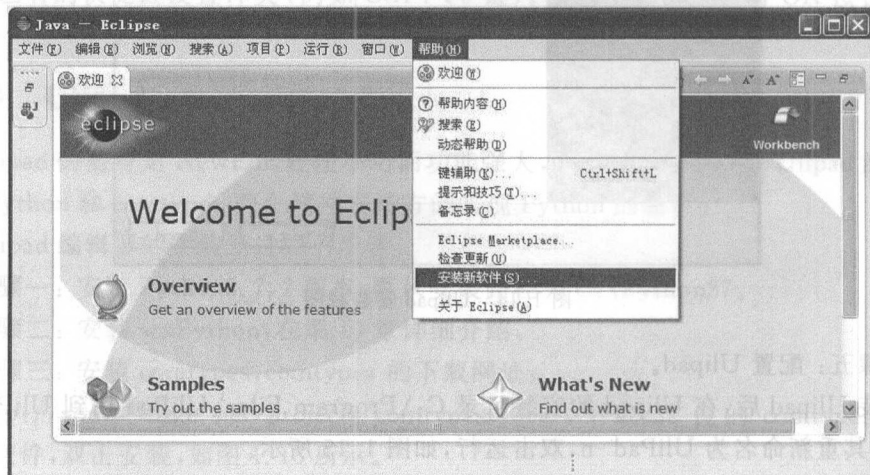 Java — Eclipse
文件(F) 编辑(E) 浏览(N) 搜索(A) 项目(P) 运行(R) 窗口(W) 帮助(H)
欢迎
eclipse
Workbench
欢迎(W)
帮助内容(H)
搜索(E)
动态帮助(D)
键辅助(K)... Ctrl+Shift+L
提示和技巧(T)...
备忘录(C)
Eclipse Marketplace...
检查更新(U)
安装新软件(S)...
关于 Eclipse(A)
Welcome to Eclip
Overview
Get an overview of the features
Samples
Try out the samples
What's New
Find out what is new